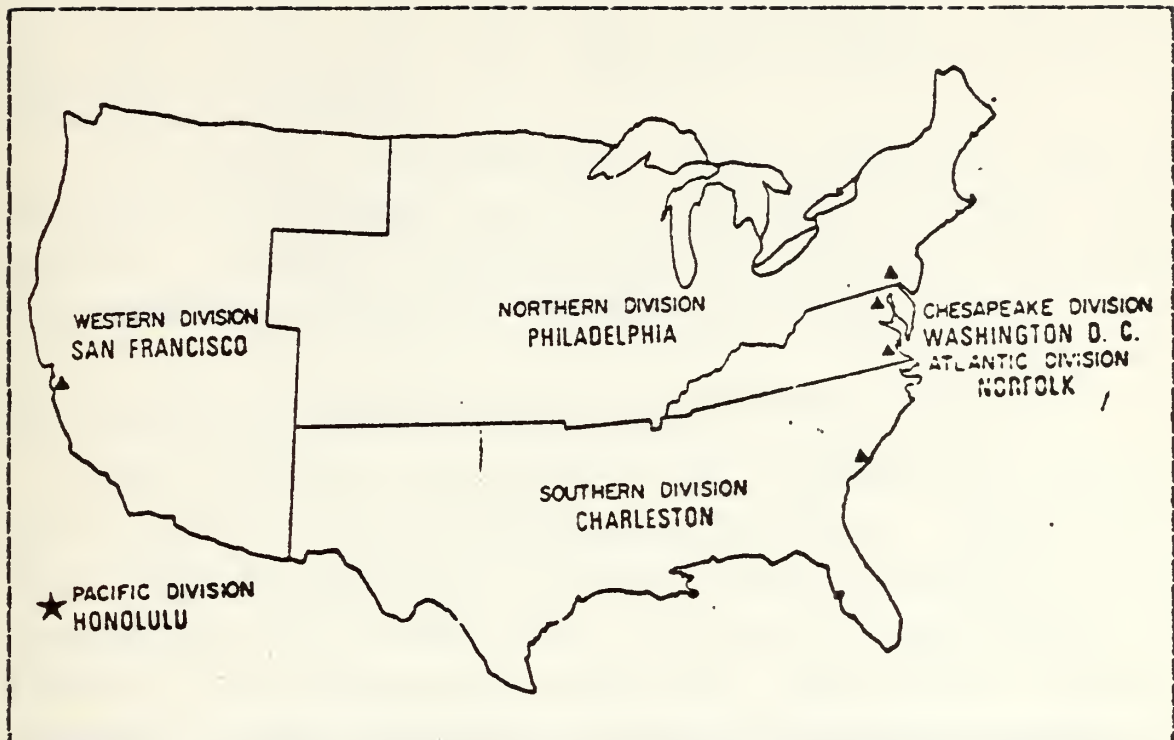 WESTERN DIVISION
SAN FRANCISCO
NORTHERN DIVISION
PHILADELPHIA
CHESAPEAKE DIVISION
WASHINGTON D. C.
ATLANTIC DIVISION
NORFOLK
SOUTHERN DIVISION
CHARLESTON
PACIFIC DIVISION
HONOLULU